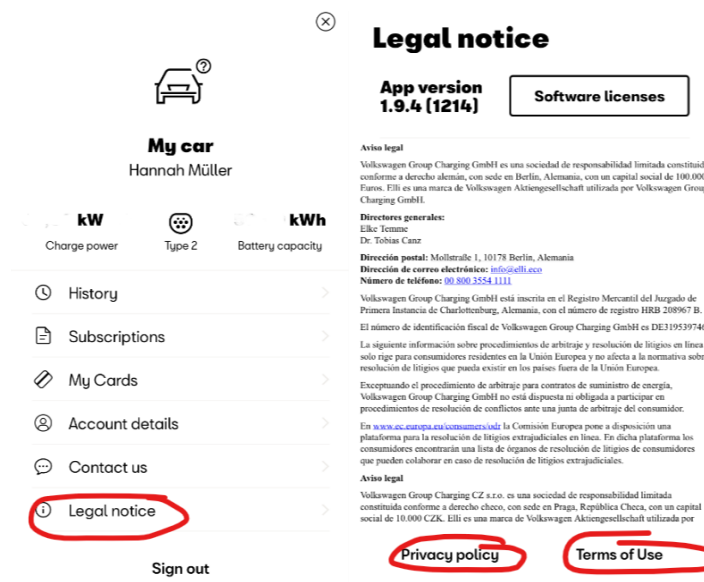 My car
Hannah Müller
kW
Charge power
Type 2
kWh
Battery capacity
History
Subscriptions
My Cards
Account details
Contact us
Legal notice
Sign out
Legal notice
App version
1.9.4 (1214)
Software licenses
Aviso legal
Volkswagen Group Charging GmbH es una sociedad de responsabilidad limitada constituid
conforme a derecho alemán, con sede en Berlín, Alemania, con un capital social de 100.000
Euros. Elli es una marca de Volkswagen Aktiengesellschaft utilizada por Volkswagen Grou
Charging GmbH.
Directores generales:
Elke Temme
Dr. Tobias Canz
Dirección postal: Mollstraße 1, 10178 Berlín, Alemania
Dirección de correo electrónico: info@elli.eco
Número de teléfono: 00 800 3554 1111
Volkswagen Group Charging GmbH está inscrita en el Registro Mercantil del Juzgado de
Primera Instancia de Charlottenburg, Alemania, con el número de registro HRB 208967 B.
El número de identificación fiscal de Volkswagen Group Charging GmbH es DE319539746
La siguiente información sobre procedimientos de arbitraje y resolución de litigios en línea
solo rige para consumidores residentes en la Unión Europea y no afecta a la normativa sobr
resolución de litigios que pueda existir en los países fuera de la Unión Europea.
Exceptuando el procedimiento de arbitraje para contratos de suministro de energía,
Volkswagen Group Charging GmbH no está dispuesta ni obligada a participar en
procedimientos de resolución de conflictos ante una junta de arbitraje del consumidor.
En www.ec.europa.eu/consumers/odr la Comisión Europea pone a disposición una
plataforma para la resolución de litigios extrajudiciales en línea. En dicha plataforma los
consumidores encontrarán una lista de órganos de resolución de litigios de consumidores
que pueden colaborar en caso de resolución de litigios extrajudiciales.
Aviso legal
Volkswagen Group Charging CZ s.r.o. es una sociedad de responsabilidad limitada
constituida conforme a derecho checo, con sede en Praga, República Checa, con un capital
social de 10.000 CZK. Elli es una marca de Volkswagen Aktiengesellschaft utilizada por
Privacy policy
Terms of Use